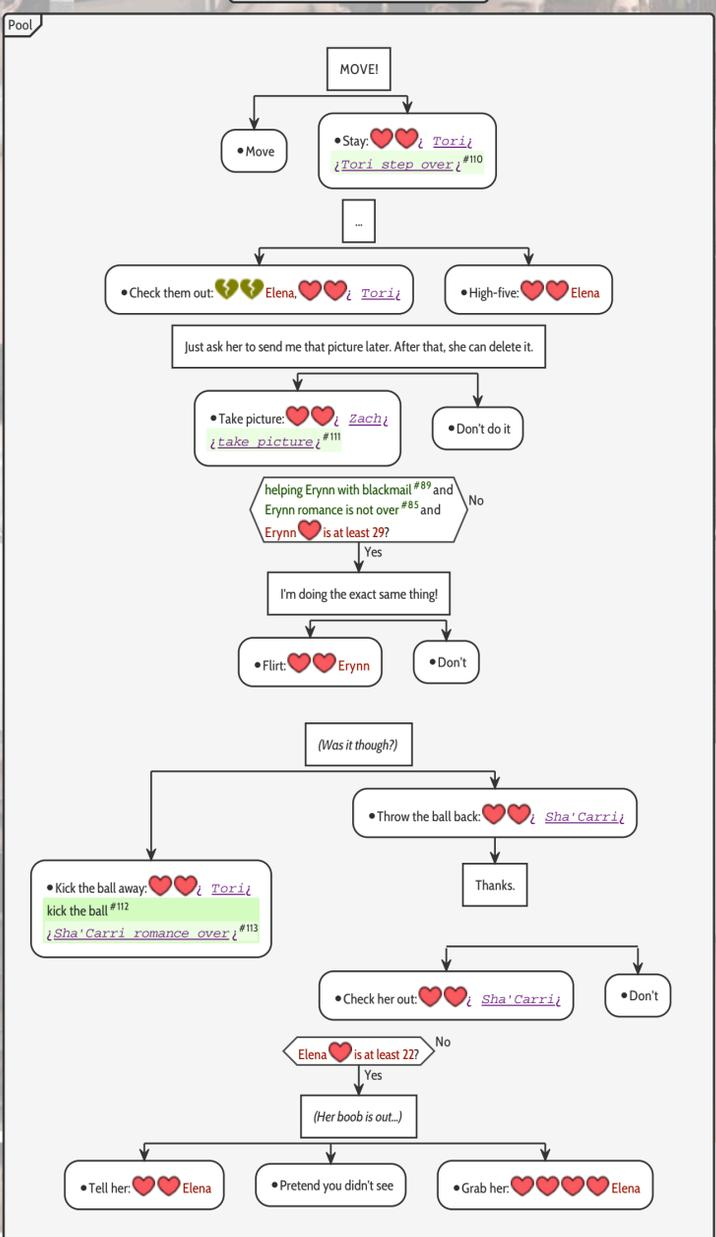 Pool
MOVE!
•Move
•Stay: ❤❤¿ Tori¿
¿Tori step over¿ #110
...
•Check them out: 💔💔 Elena, ❤❤¿ Tori¿
•High-five: ❤❤ Elena
Just ask her to send me that picture later. After that, she can delete it.
•Take picture: ❤❤¿ Zach¿
¿take picture¿ #111
•Don't do it
helping Erynn with blackmail #89 and
Erynn romance is not over #85 and
Erynn ❤ is at least 29?
No
Yes
I'm doing the exact same thing!
•Flirt: ❤❤ Erynn
•Don't
(Was it though?)
•Throw the ball back: ❤❤¿ Sha'Carri¿
•Kick the ball away: ❤❤¿ Tori¿
kick the ball #112
¿Sha'Carri romance over¿ #113
Thanks.
•Check her out: ❤❤¿ Sha'Carri¿
•Don't
Elena ❤ is at least 22?
No
Yes
(Her boob is out...)
•Tell her: ❤❤ Elena
•Pretend you didn't see
•Grab her: ❤❤❤❤ Elena